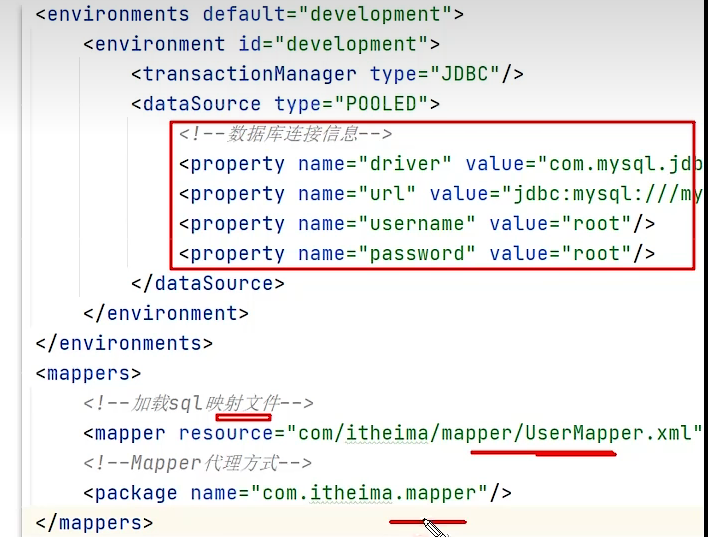 <environments default="development">
<environment id="development">
<transactionManager type="JDBC"/>
<dataSource type="POOLED">
<!--数据库连接信息-->
<property name="driver" value="com.mysql.jdb
<property name="url" value="jdbc:mysql:///my
<property name="username" value="root"/>
<property name="password" value="root"/>
</dataSource>
</environment>
</environments>
<mappers>
<!--加载sql映射文件-->
<mapper resource="com/itheima/mapper/UserMapper.xml"
<!--Mapper代理方式-->
<package name="com.itheima.mapper"/>
</mappers>